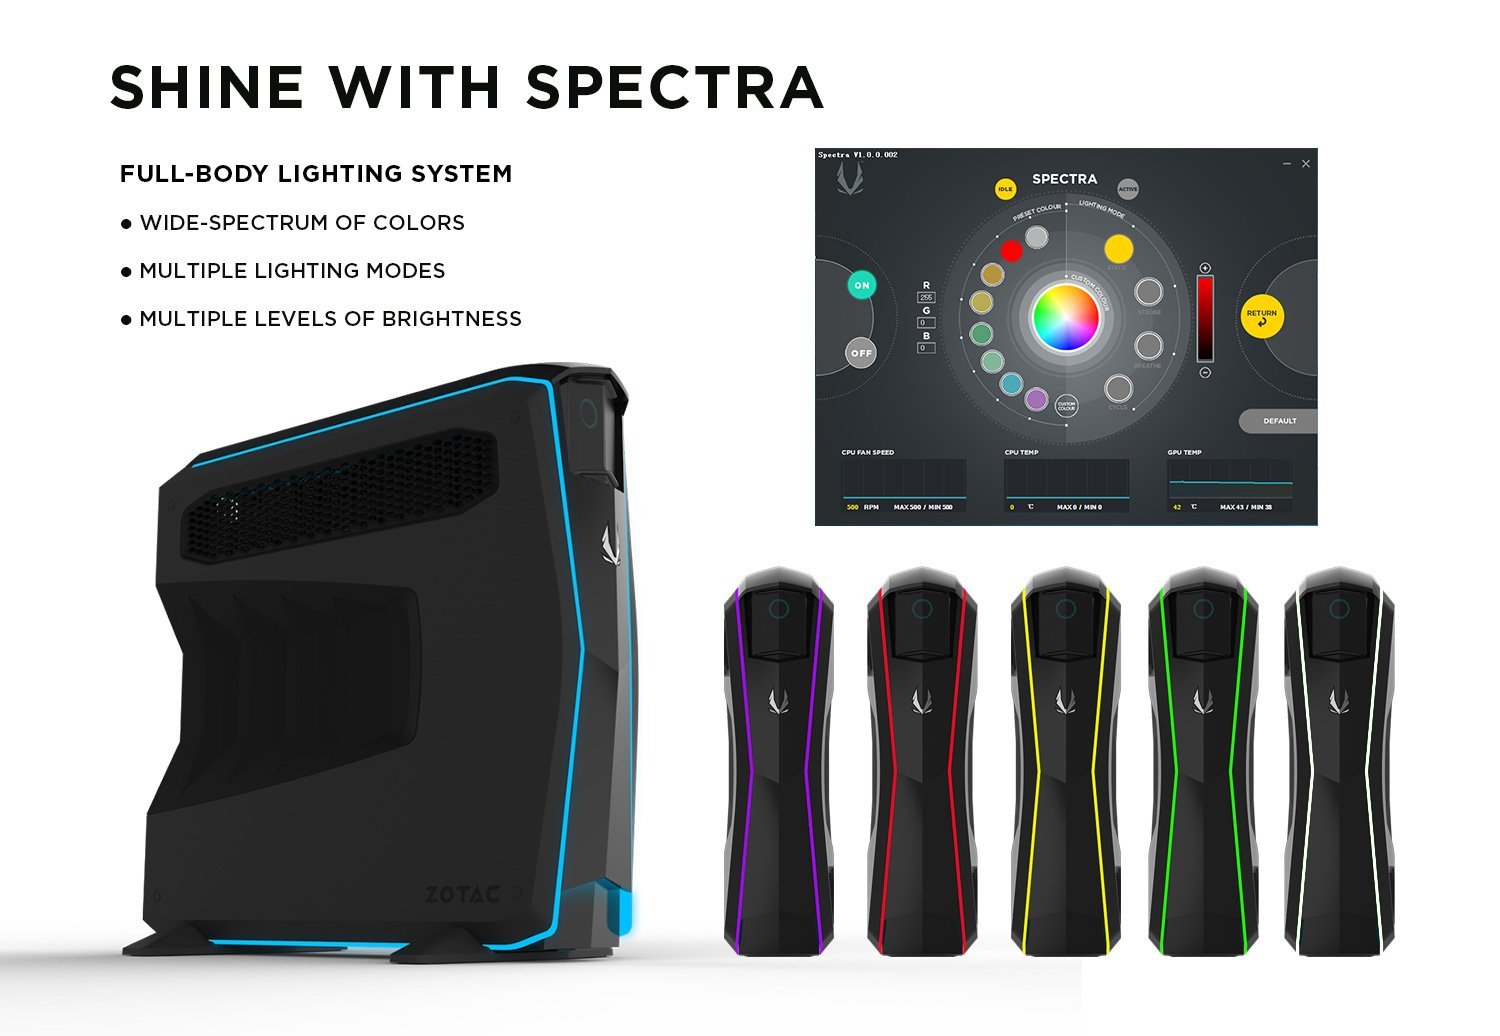 SHINE WITH SPECTRA
FULL-BODY LIGHTING SYSTEM
● WIDE-SPECTRUM OF COLORS
● MULTIPLE LIGHTING MODES
● MULTIPLE LEVELS OF BRIGHTNESS
Spectra V1.0.0.002
SPECTRA
IDLE
ACTIVE
PRESET COLOUR
LIGHTING MODE
CUSTOM COLOUR
ON
OFF
R
255
G
0
B
0
STATIC
STROBE
BREATHE
CYCLE
CUSTOM
COLOUR
RETURN
DEFAULT
CPU FAN SPEED
500 RPM MAX 500 / MIN 500
CPU TEMP
0 ℃ MAX 0 / MIN 0
GPU TEMP
42 ℃ MAX 43 / MIN 38
ZOTAC